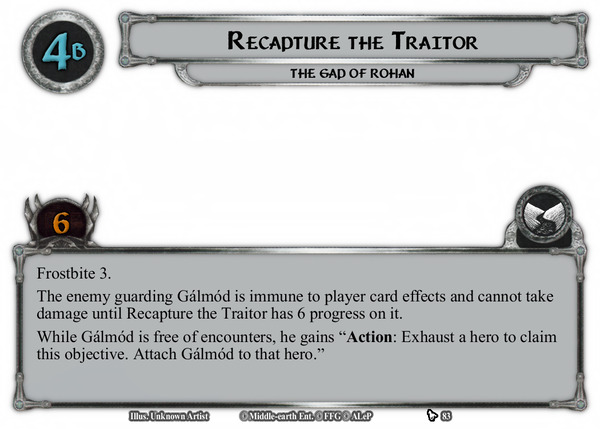 4B
RECAPTURE THE TRAITOR
THE GAP OF ROHAN
6
Frostbite 3.
The enemy guarding Gálmód is immune to player card effects and cannot take
damage until Recapture the Traitor has 6 progress on it.
While Gálmód is free of encounters, he gains “Action: Exhaust a hero to claim
this objective. Attach Gálmód to that hero.”
Illus. Unknown Artist © Middle-earth Ent. © FFG © ALeP 83